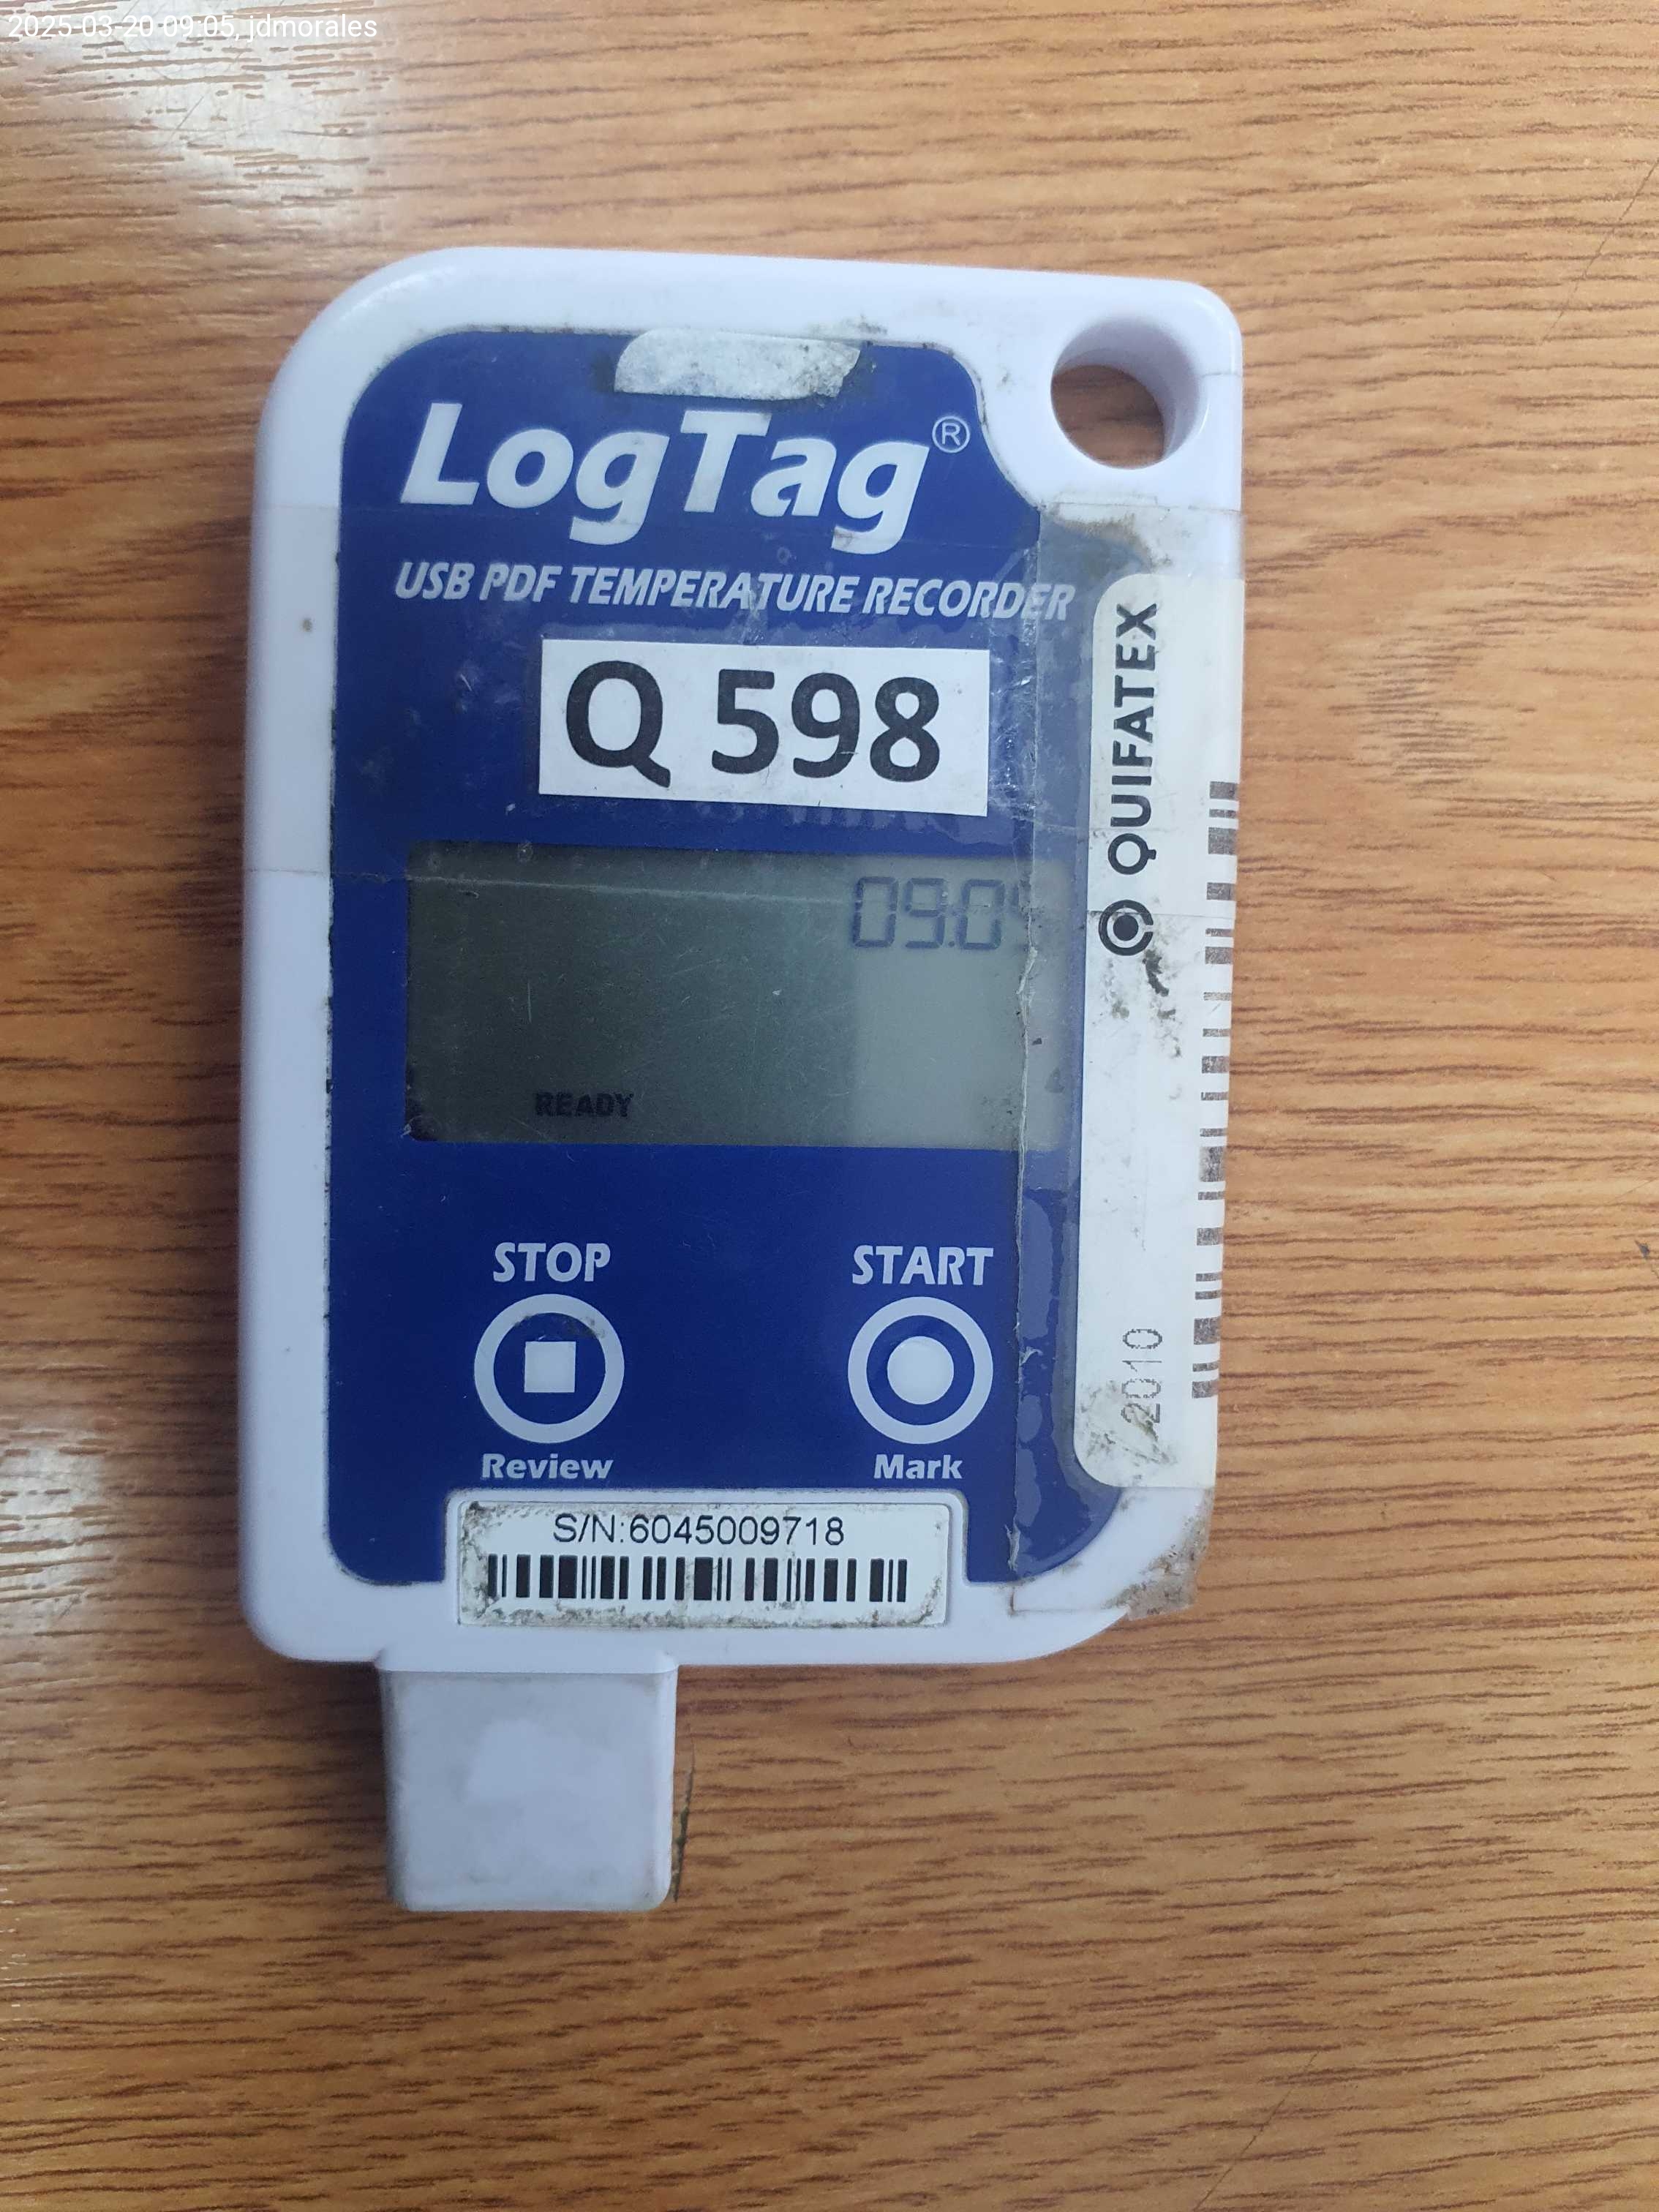 2025-03-20 09:05, jdmorales
LogTag®
USB PDF TEMPERATURE RECORDER
Q 598
QUIFATEX
09:05
READY
STOP
START
Review
Mark
2010
S/N:6045009718